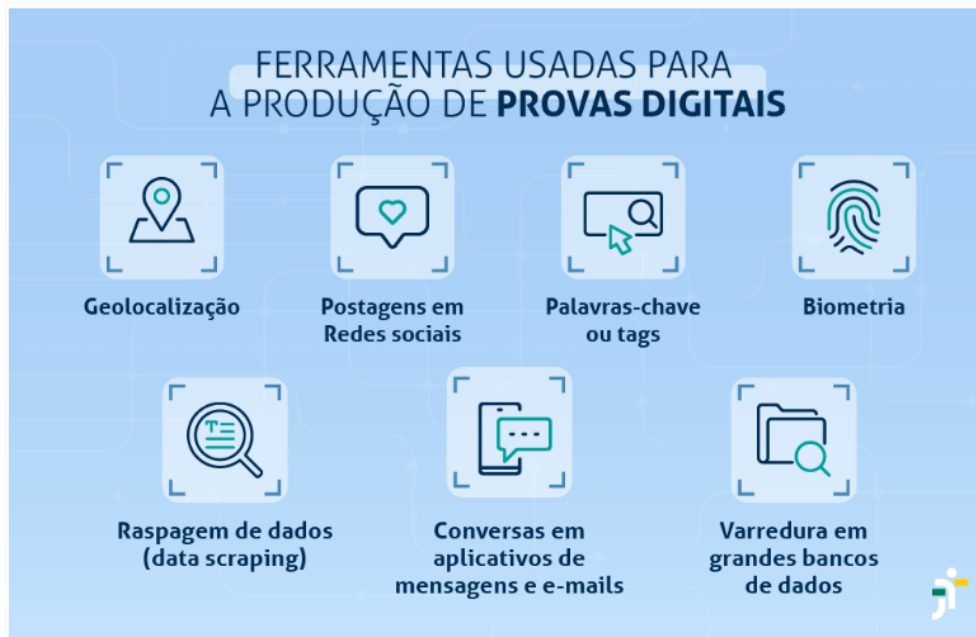 FERRAMENTAS USADAS PARA
A PRODUÇÃO DE PROVAS DIGITAIS
Geolocalização
Postagens em
Redes sociais
Palavras-chave
ou tags
Biometria
Raspagem de dados
(data scraping)
Conversas em
aplicativos de
mensagens e e-mails
Varredura em
grandes bancos
de dados